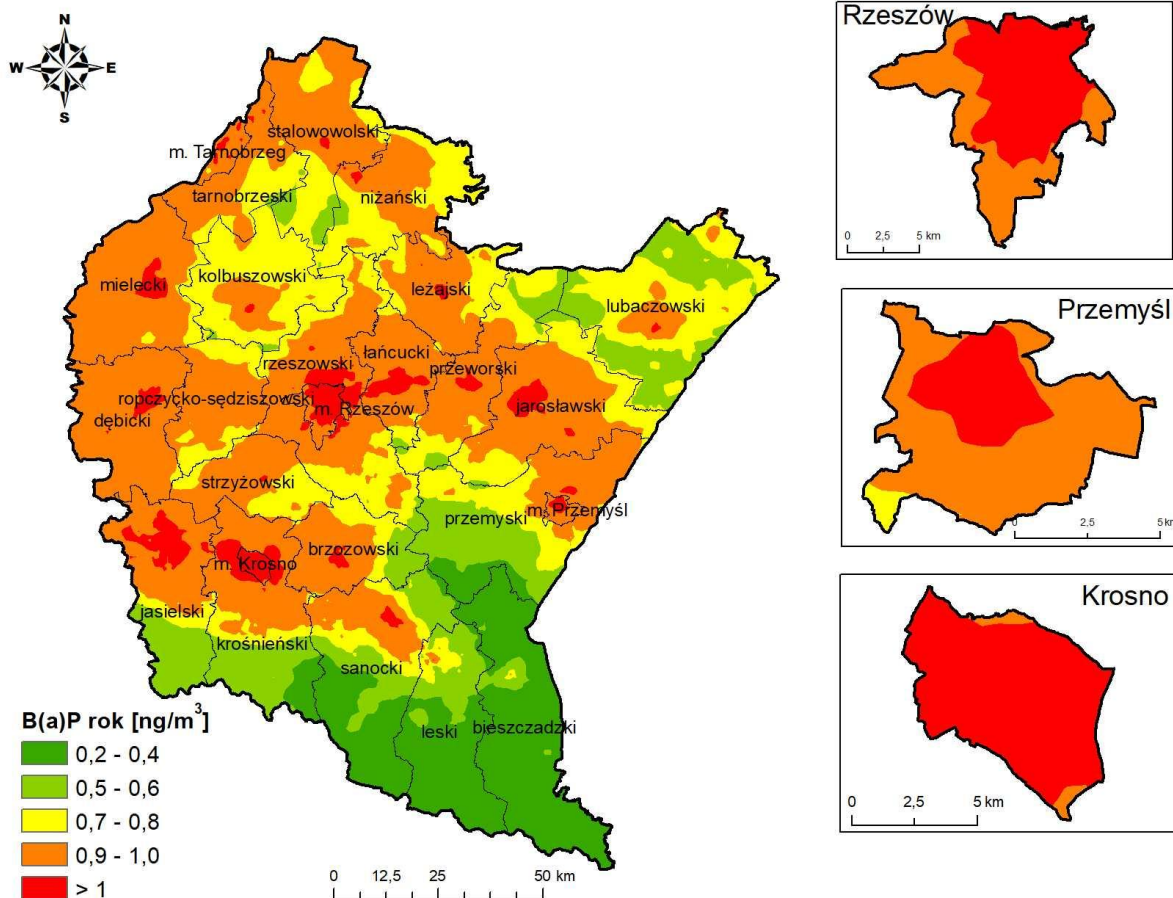 N
W E
S
stalowowolski
m. Tarnobrzeg
tarnobrzeski
niżański
mielecki
kolbuszowski
leżajski
lubaczowski
rzeszowski
łańcucki
przeworski
ropczycko-sędziszowski
m. Rzeszów
jarosławski
dębicki
strzyżowski
przemyski
m. Przemyśl
brzozowski
m. Krosno
jasielski
krośnieński
sanocki
leski
bieszczadzki
B(a)P rok [ng/m³]
0,2 - 0,4
0,5 - 0,6
0,7 - 0,8
0,9 - 1,0
> 1
0 12,5 25 50 km
Rzeszów
0 2,5 5 km
Przemyśl
0 2,5 5 km
Krosno
0 2,5 5 km